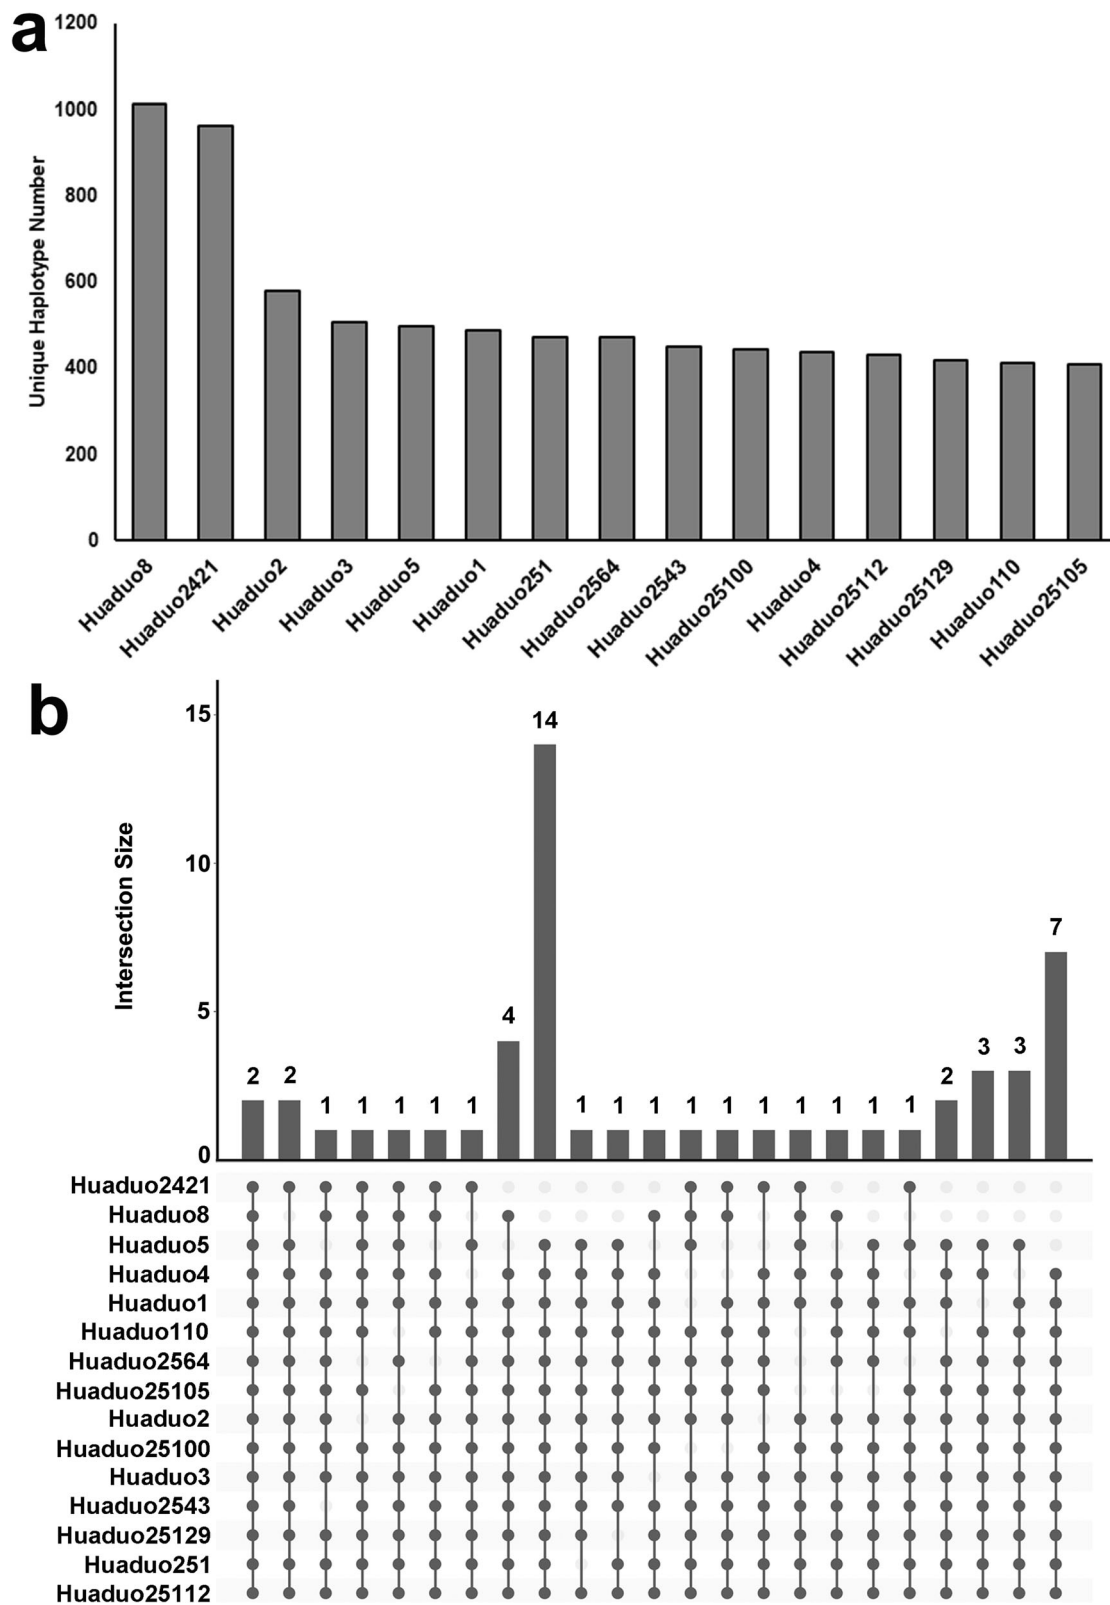 a
Unique Haplotype Number
1200
1000
800
600
400
200
0
Huaduo8
Huaduo2421
Huaduo2
Huaduo3
Huaduo5
Huaduo1
Huaduo251
Huaduo2564
Huaduo2543
Huaduo25100
Huaduo4
Huaduo25112
Huaduo25129
Huaduo110
Huaduo25105
b
Intersection Size
15
10
5
0
2 2 1 1 1 1 1 4 14 1 1 1 1 1 1 1 1 1 1 2 3 3 7
Huaduo2421
Huaduo8
Huaduo5
Huaduo4
Huaduo1
Huaduo110
Huaduo2564
Huaduo25105
Huaduo2
Huaduo25100
Huaduo3
Huaduo2543
Huaduo25129
Huaduo251
Huaduo25112